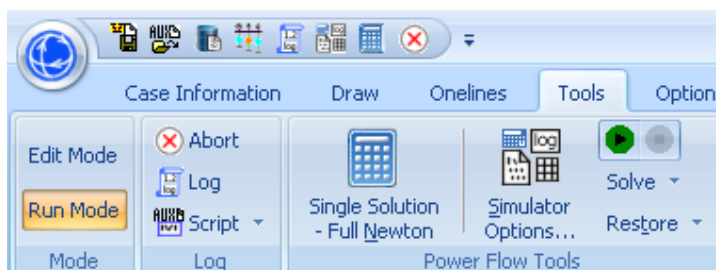 Case Information Draw Onelines Tools Option
Edit Mode
Run Mode
Mode
Abort
Log
Script
Log
Single Solution
- Full Newton
Simulator
Options...
Solve
Restore
Power Flow Tools